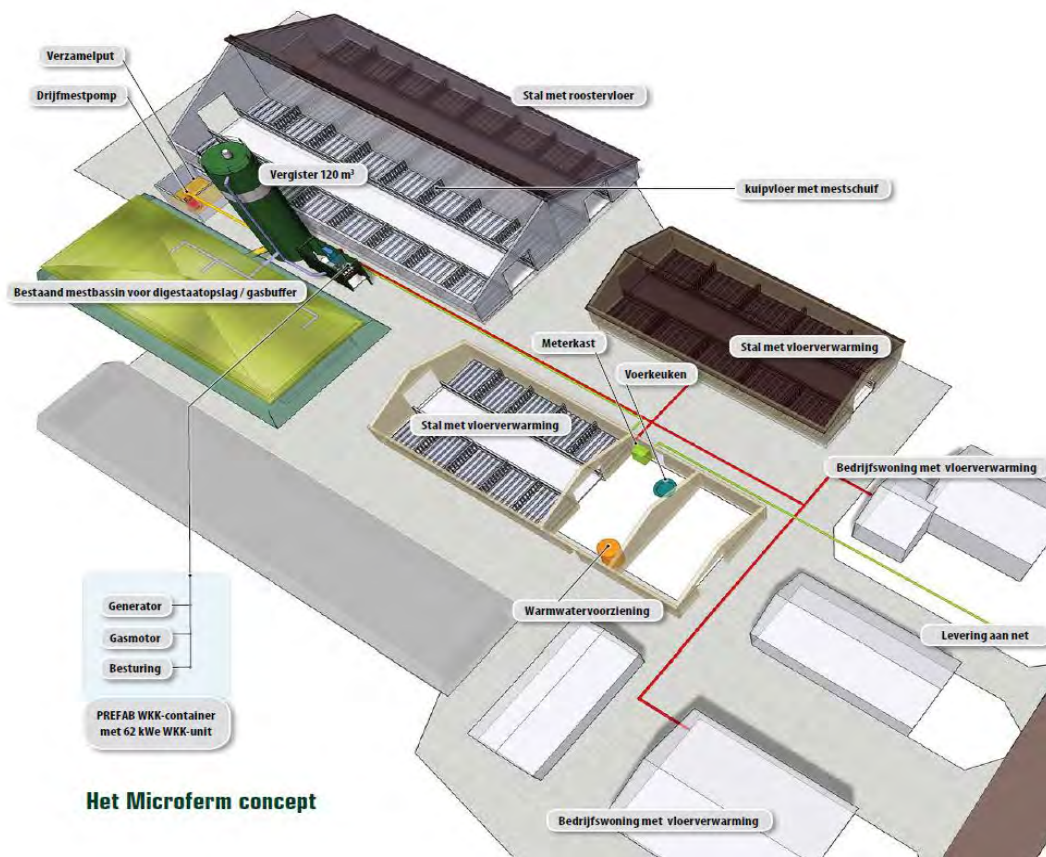 Verzamelput
Drijfmestpomp
Stal met roostervloer
Vergister 120 m³
kuipvloer met mestschuif
Bestaand mestbassin voor digestaatopslag / gasbuffer
Meterkast
Voerkeuken
Stal met vloerverwarming
Stal met vloerverwarming
Bedrijfswoning met vloerverwarming
Generator
Gasmotor
Besturing
Warmwatervoorziening
Levering aan net
PREFAB WKK-container
met 62 kWe WKK-unit
Het Microferm concept
Bedrijfswoning met vloerverwarming